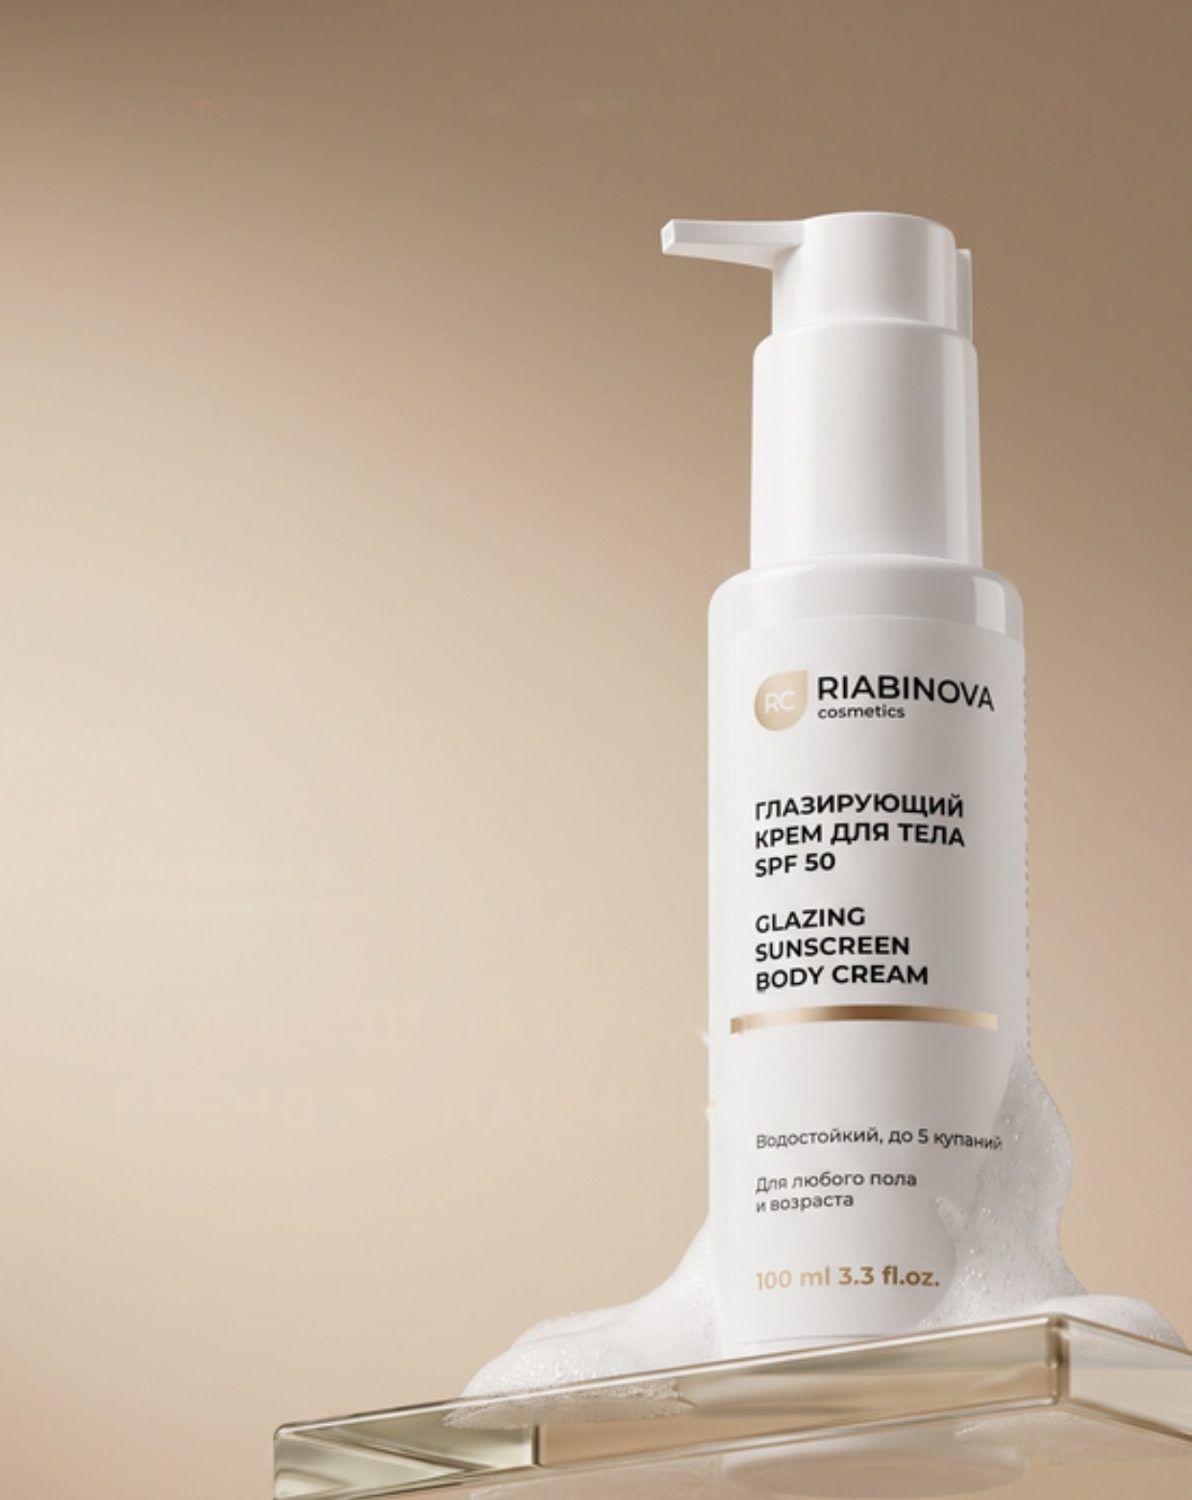 RC
RIABINOVA
cosmetics
ГЛАЗИРУЮЩИЙ
КРЕМ ДЛЯ ТЕЛА
SPF 50
GLAZING
SUNSCREEN
BODY CREAM
Водостойкий, до 5 купаний
Для любого пола
и возраста
100 ml 3.3 fl.oz.